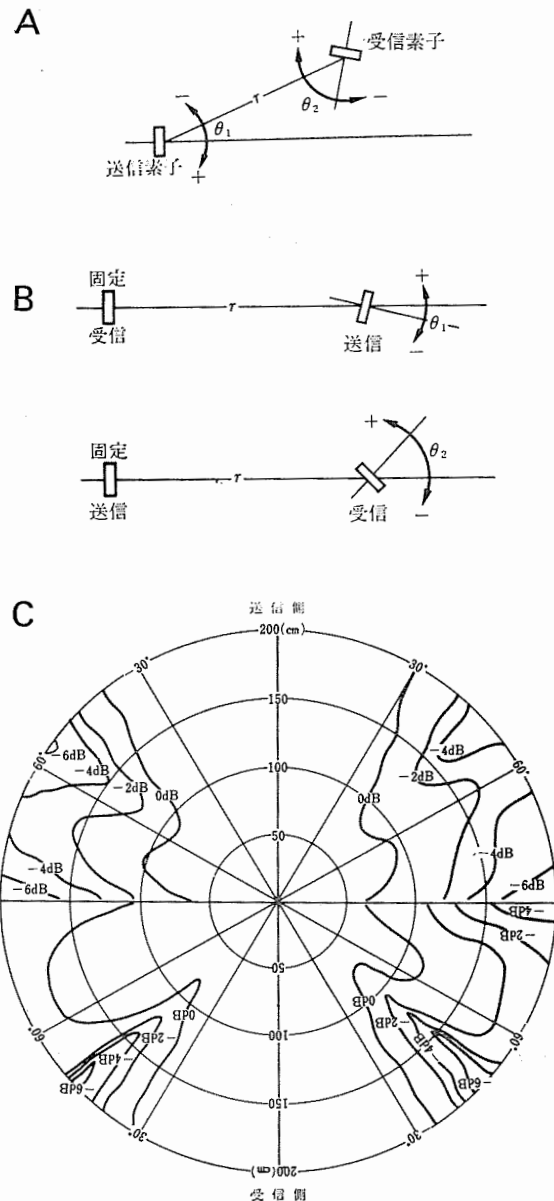 A
受信素子
+
−
r
θ₂
−
θ₁
送信素子
+
B
固定
受信
r
送信
+
θ₁−
−
固定
送信
r
受信
+
θ₂
−
C
送信側
200(cm)
30°
30°
150
60°
-6dB
-4dB
-2dB
0dB
100
0dB
-2dB
-4dB
60°
50
-4dB
-6dB
-4dB
-6dB
-4dB
-2dB
50
0dB
0dB
-2dB
-4dB
-6dB
100
-2dB
-4dB
-6dB
60°
60°
150
30°
30°
200(cm)
受信側